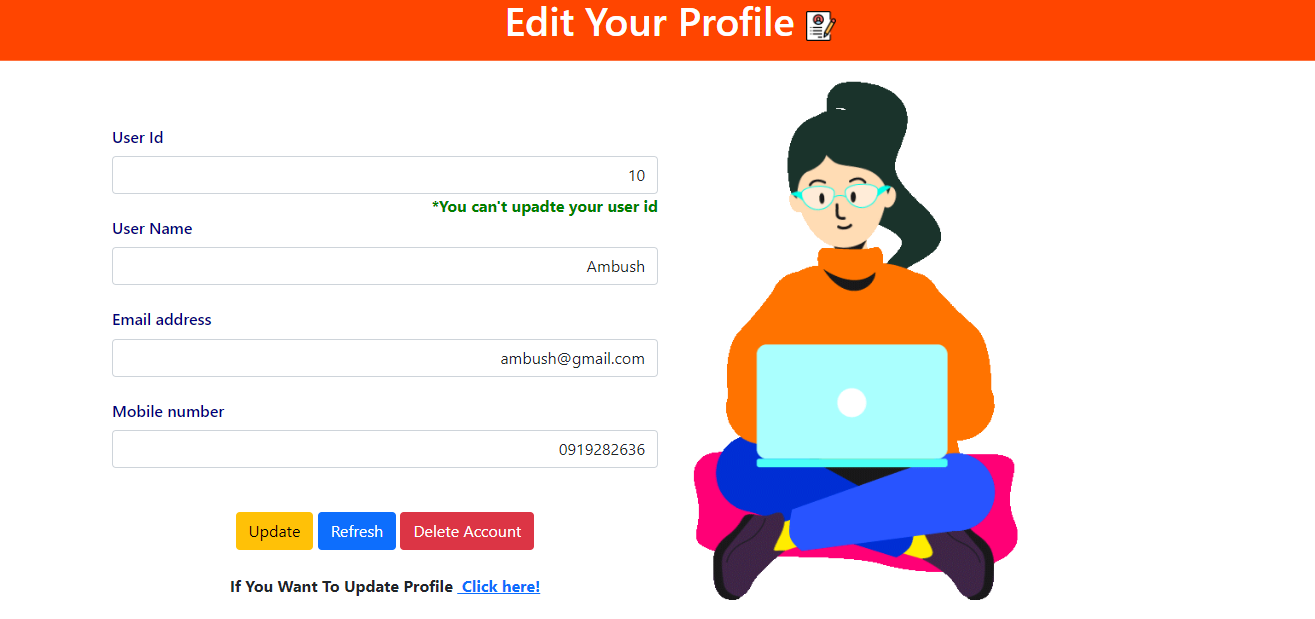 Edit Your Profile
User Id
10
*You can't upadte your user id
User Name
Ambush
Email address
ambush@gmail.com
Mobile number
0919282636
Update Refresh Delete Account
If You Want To Update Profile Click here!